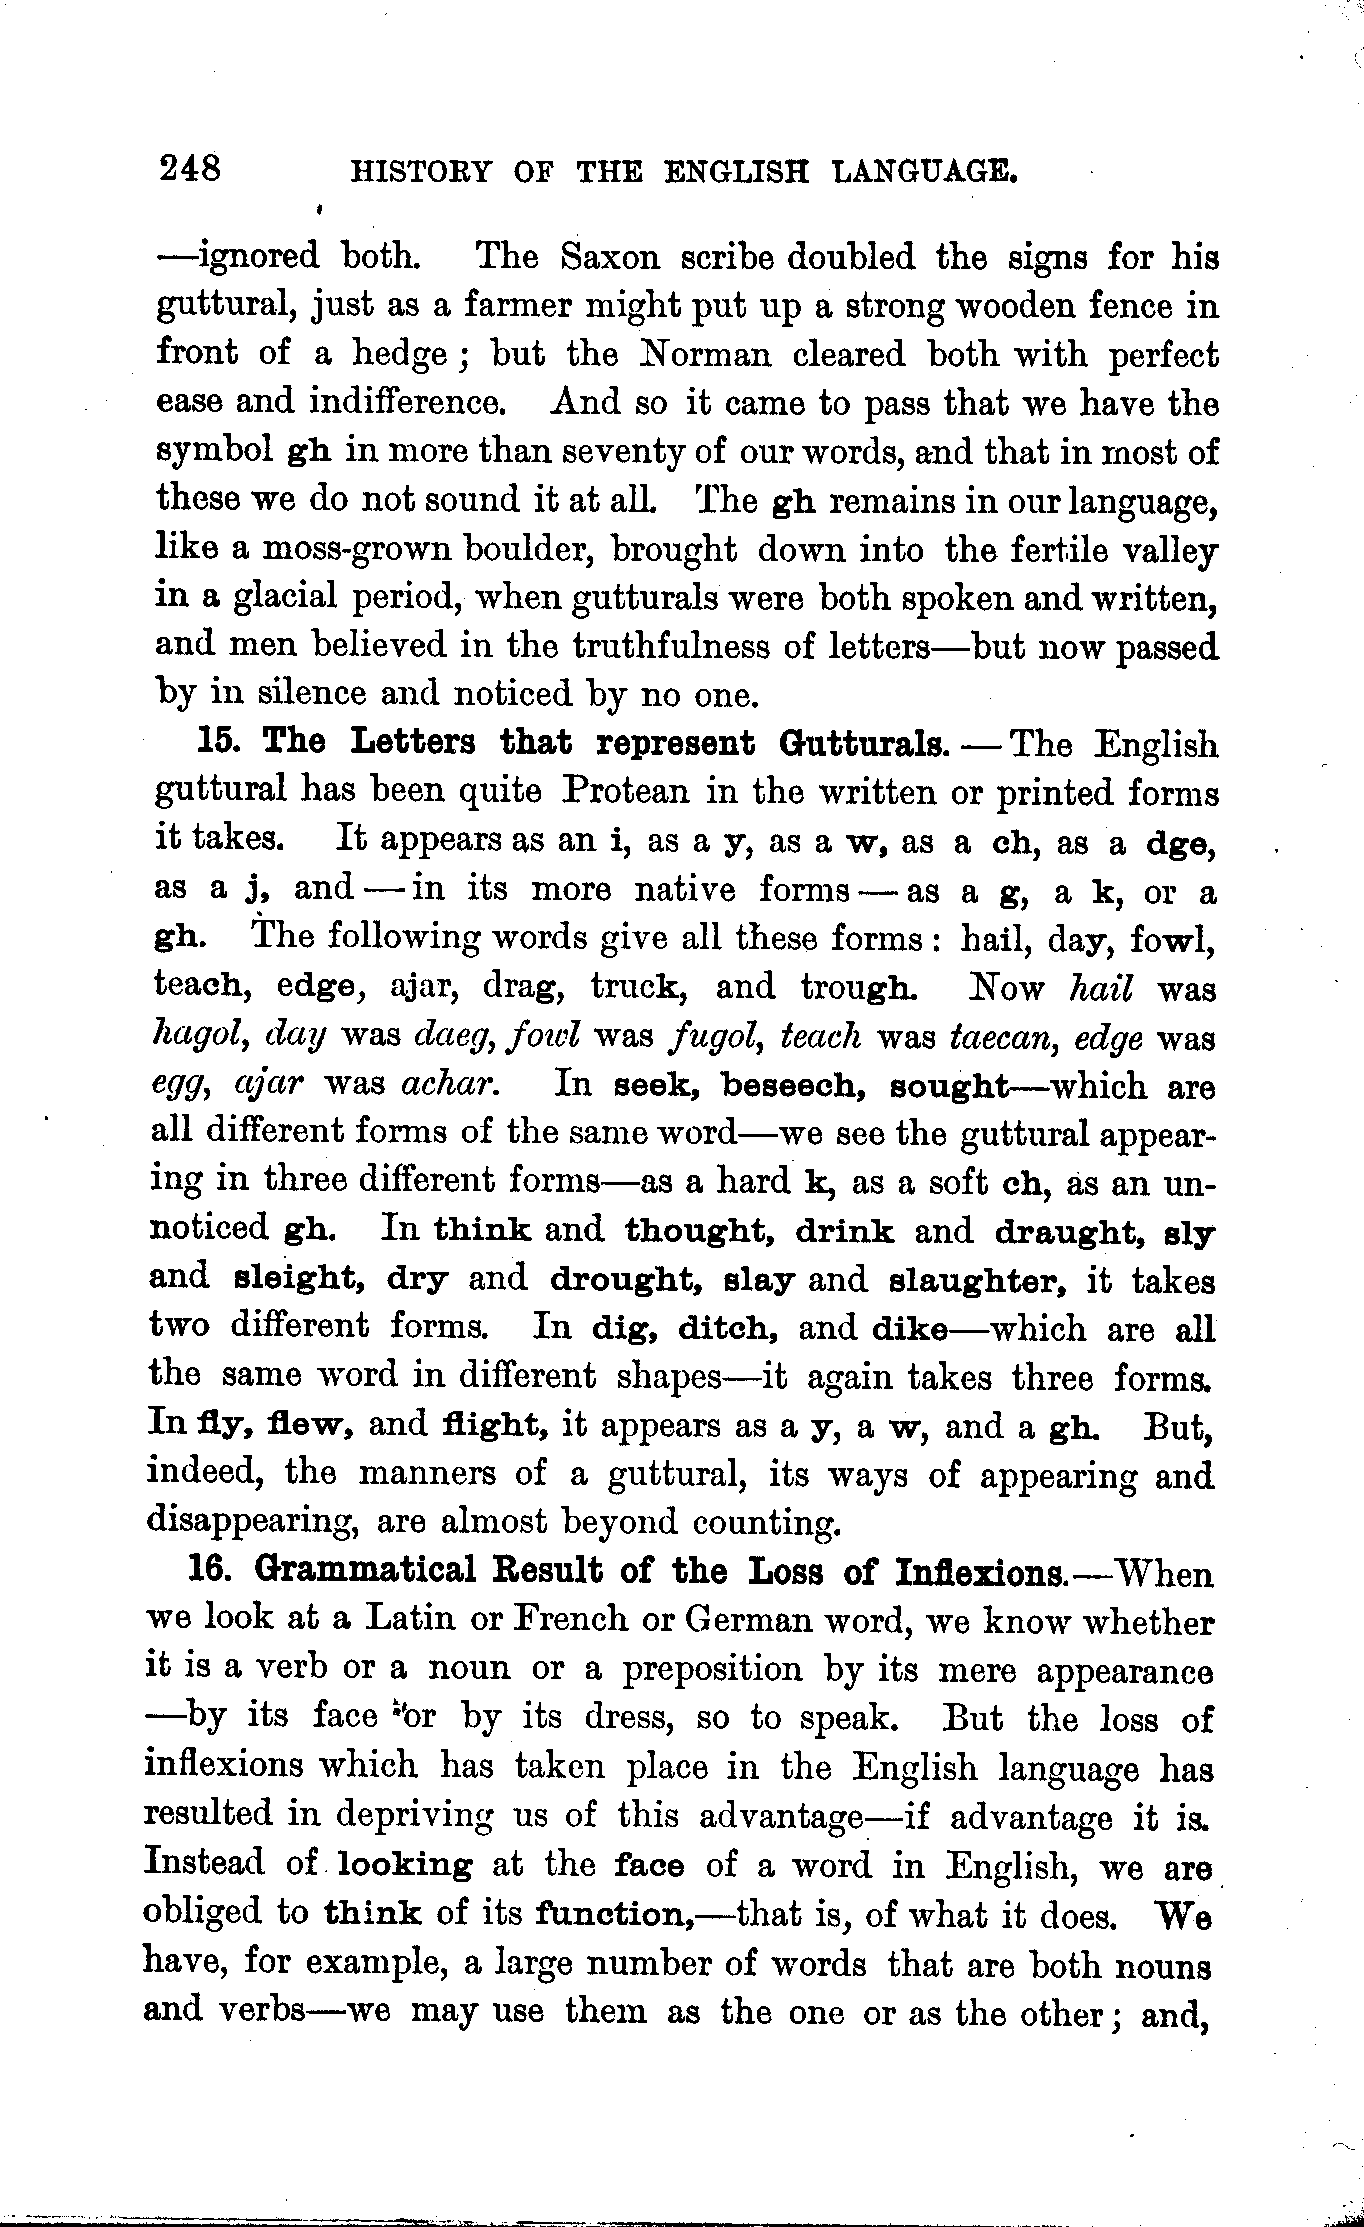 248 HISTORY OF THE ENGLISH LANGUAGE.
—ignored both. The Saxon scribe doubled the signs for his
guttural, just as a farmer might put up a strong wooden fence in
front of a hedge; but the Norman cleared both with perfect
ease and indifference. And so it came to pass that we have the
symbol gh in more than seventy of our words, and that in most of
these we do not sound it at all. The gh remains in our language,
like a moss-grown boulder, brought down into the fertile valley
in a glacial period, when gutturals were both spoken and written,
and men believed in the truthfulness of letters—but now passed
by in silence and noticed by no one.
15. The Letters that represent Gutturals. — The English
guttural has been quite Protean in the written or printed forms
it takes. It appears as an i, as a y, as a w, as a ch, as a dge,
as a j, and — in its more native forms — as a g, a k, or a
gh. The following words give all these forms: hail, day, fowl,
teach, edge, ajar, drag, truck, and trough. Now hail was
hagol, day was daeg, fowl was fugol, teach was taecan, edge was
egg, ajar was achar. In seek, beseech, sought—which are
all different forms of the same word—we see the guttural appear-
ing in three different forms—as a hard k, as a soft ch, as an un-
noticed gh. In think and thought, drink and draught, sly
and sleight, dry and drought, slay and slaughter, it takes
two different forms. In dig, ditch, and dike—which are all
the same word in different shapes—it again takes three forms.
In fly, flew, and flight, it appears as a y, a w, and a gh. But,
indeed, the manners of a guttural, its ways of appearing and
disappearing, are almost beyond counting.
16. Grammatical Result of the Loss of Inflexions.—When
we look at a Latin or French or German word, we know whether
it is a verb or a noun or a preposition by its mere appearance
—by its face or by its dress, so to speak. But the loss of
inflexions which has taken place in the English language has
resulted in depriving us of this advantage—if advantage it is.
Instead of looking at the face of a word in English, we are
obliged to think of its function,—that is, of what it does. We
have, for example, a large number of words that are both nouns
and verbs—we may use them as the one or as the other; and,